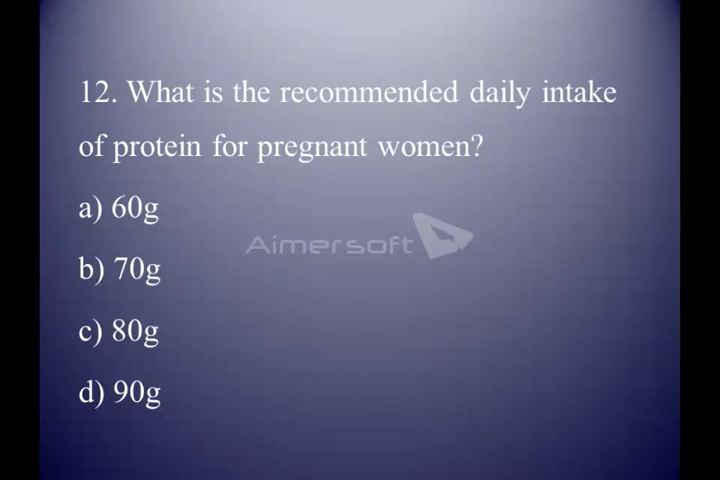 12. What is the recommended daily intake
of protein for pregnant women?
a) 60g
Aimersoft
b) 70g
c) 80g
d) 90g